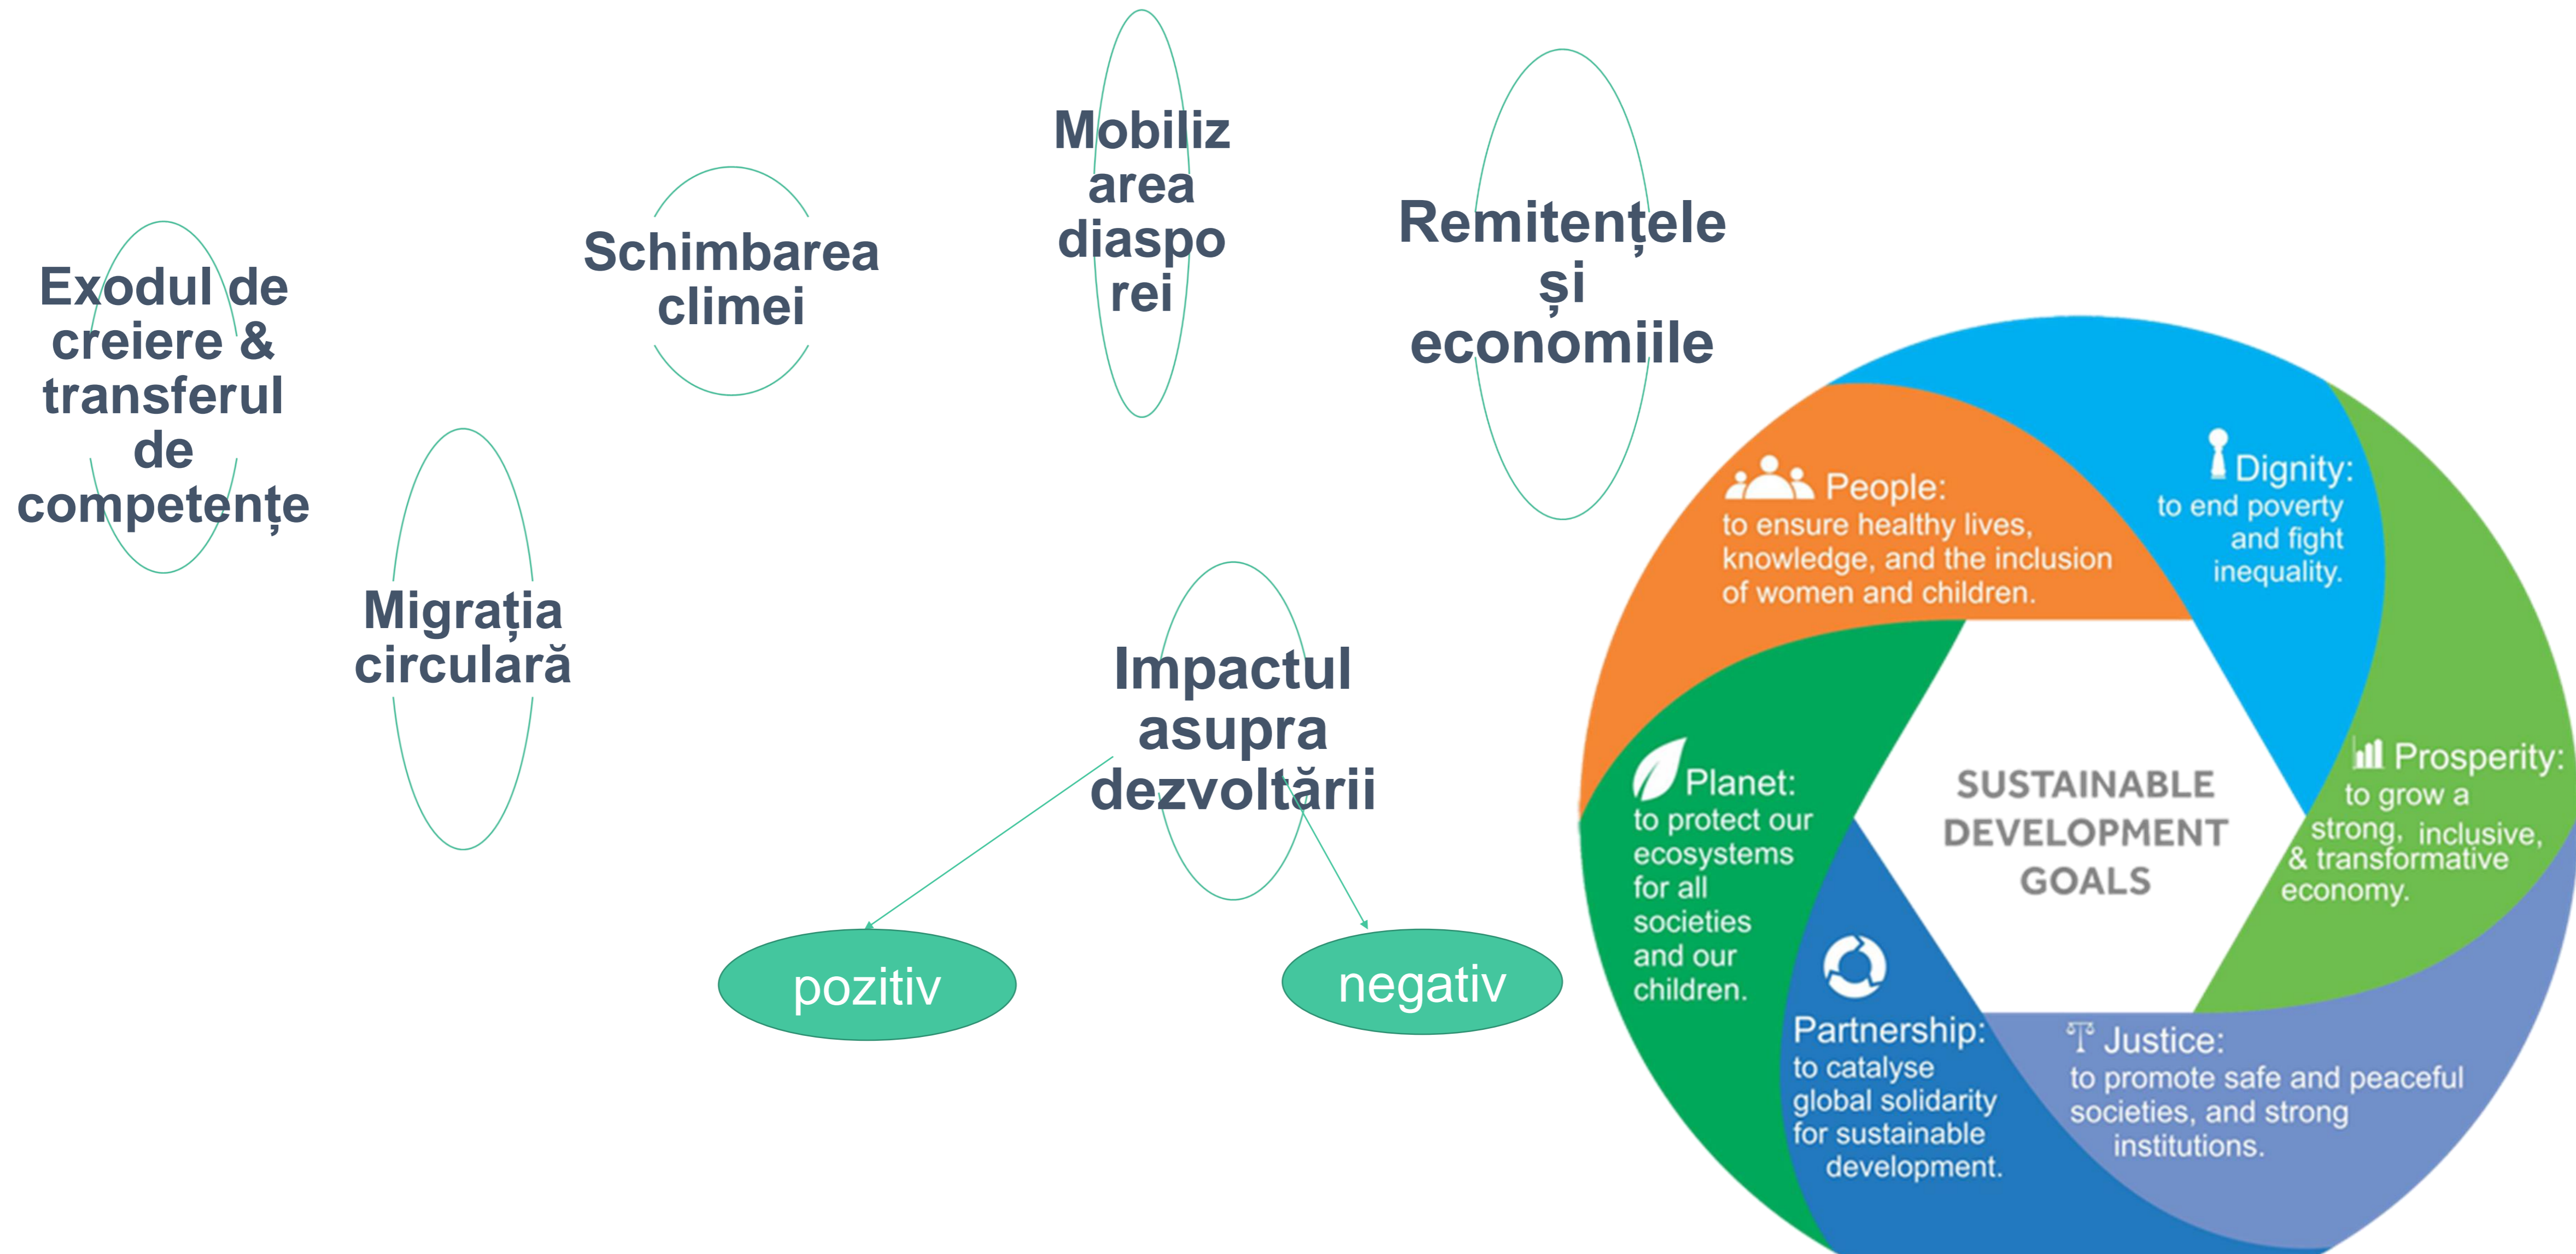 Exodul de
creiere &
transferul
de
competențe
Migrația
circulară
Schimbarea
climei
Mobiliz
area
diaspo
rei
Remitențele
și
economiile
Impactul
asupra
dezvoltării
pozitiv
negativ
People:
to ensure healthy lives,
knowledge, and the inclusion
of women and children.
Dignity:
to end poverty
and fight
inequality.
Prosperity:
to grow a
strong, inclusive,
& transformative
economy.
Justice:
to promote safe and peaceful
societies, and strong
institutions.
Partnership:
to catalyse
global solidarity
for sustainable
development.
Planet:
to protect our
ecosystems
for all
societies
and our
children.
SUSTAINABLE
DEVELOPMENT
GOALS